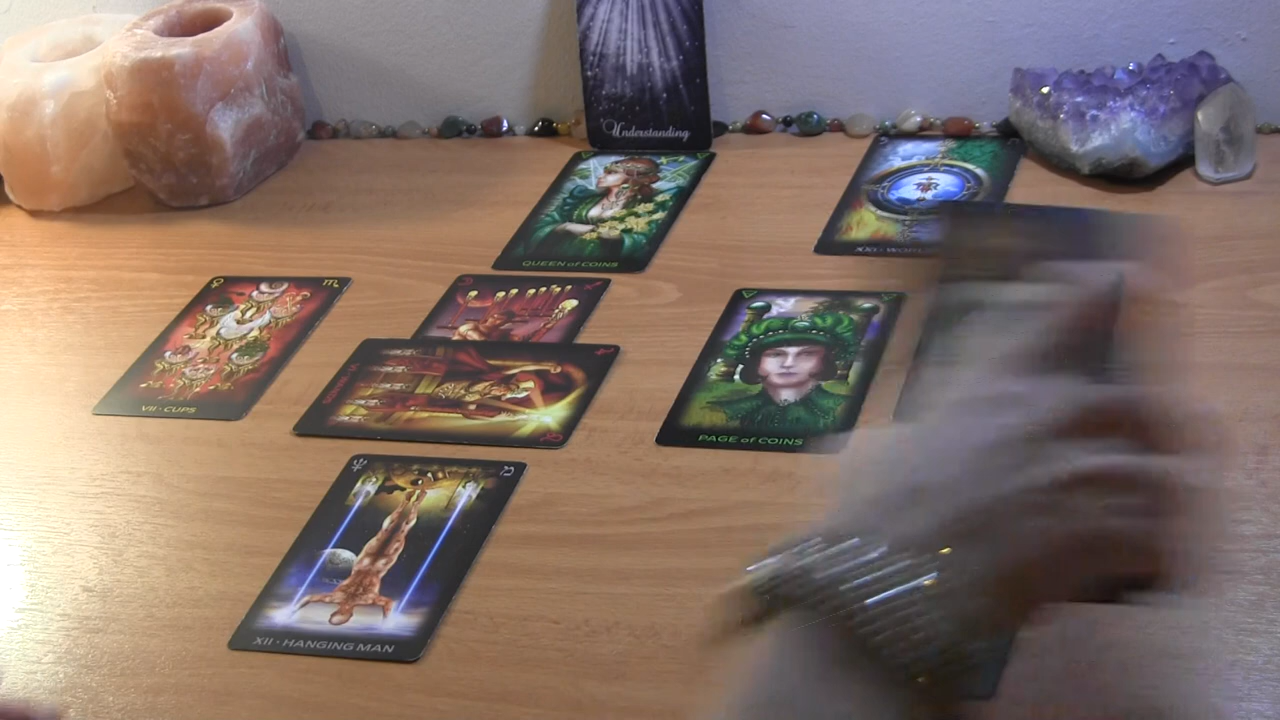 Understanding
QUEEN of COINS
XXI • WORLD
VII • CUPS
PAGE of COINS
XII • HANGING MAN